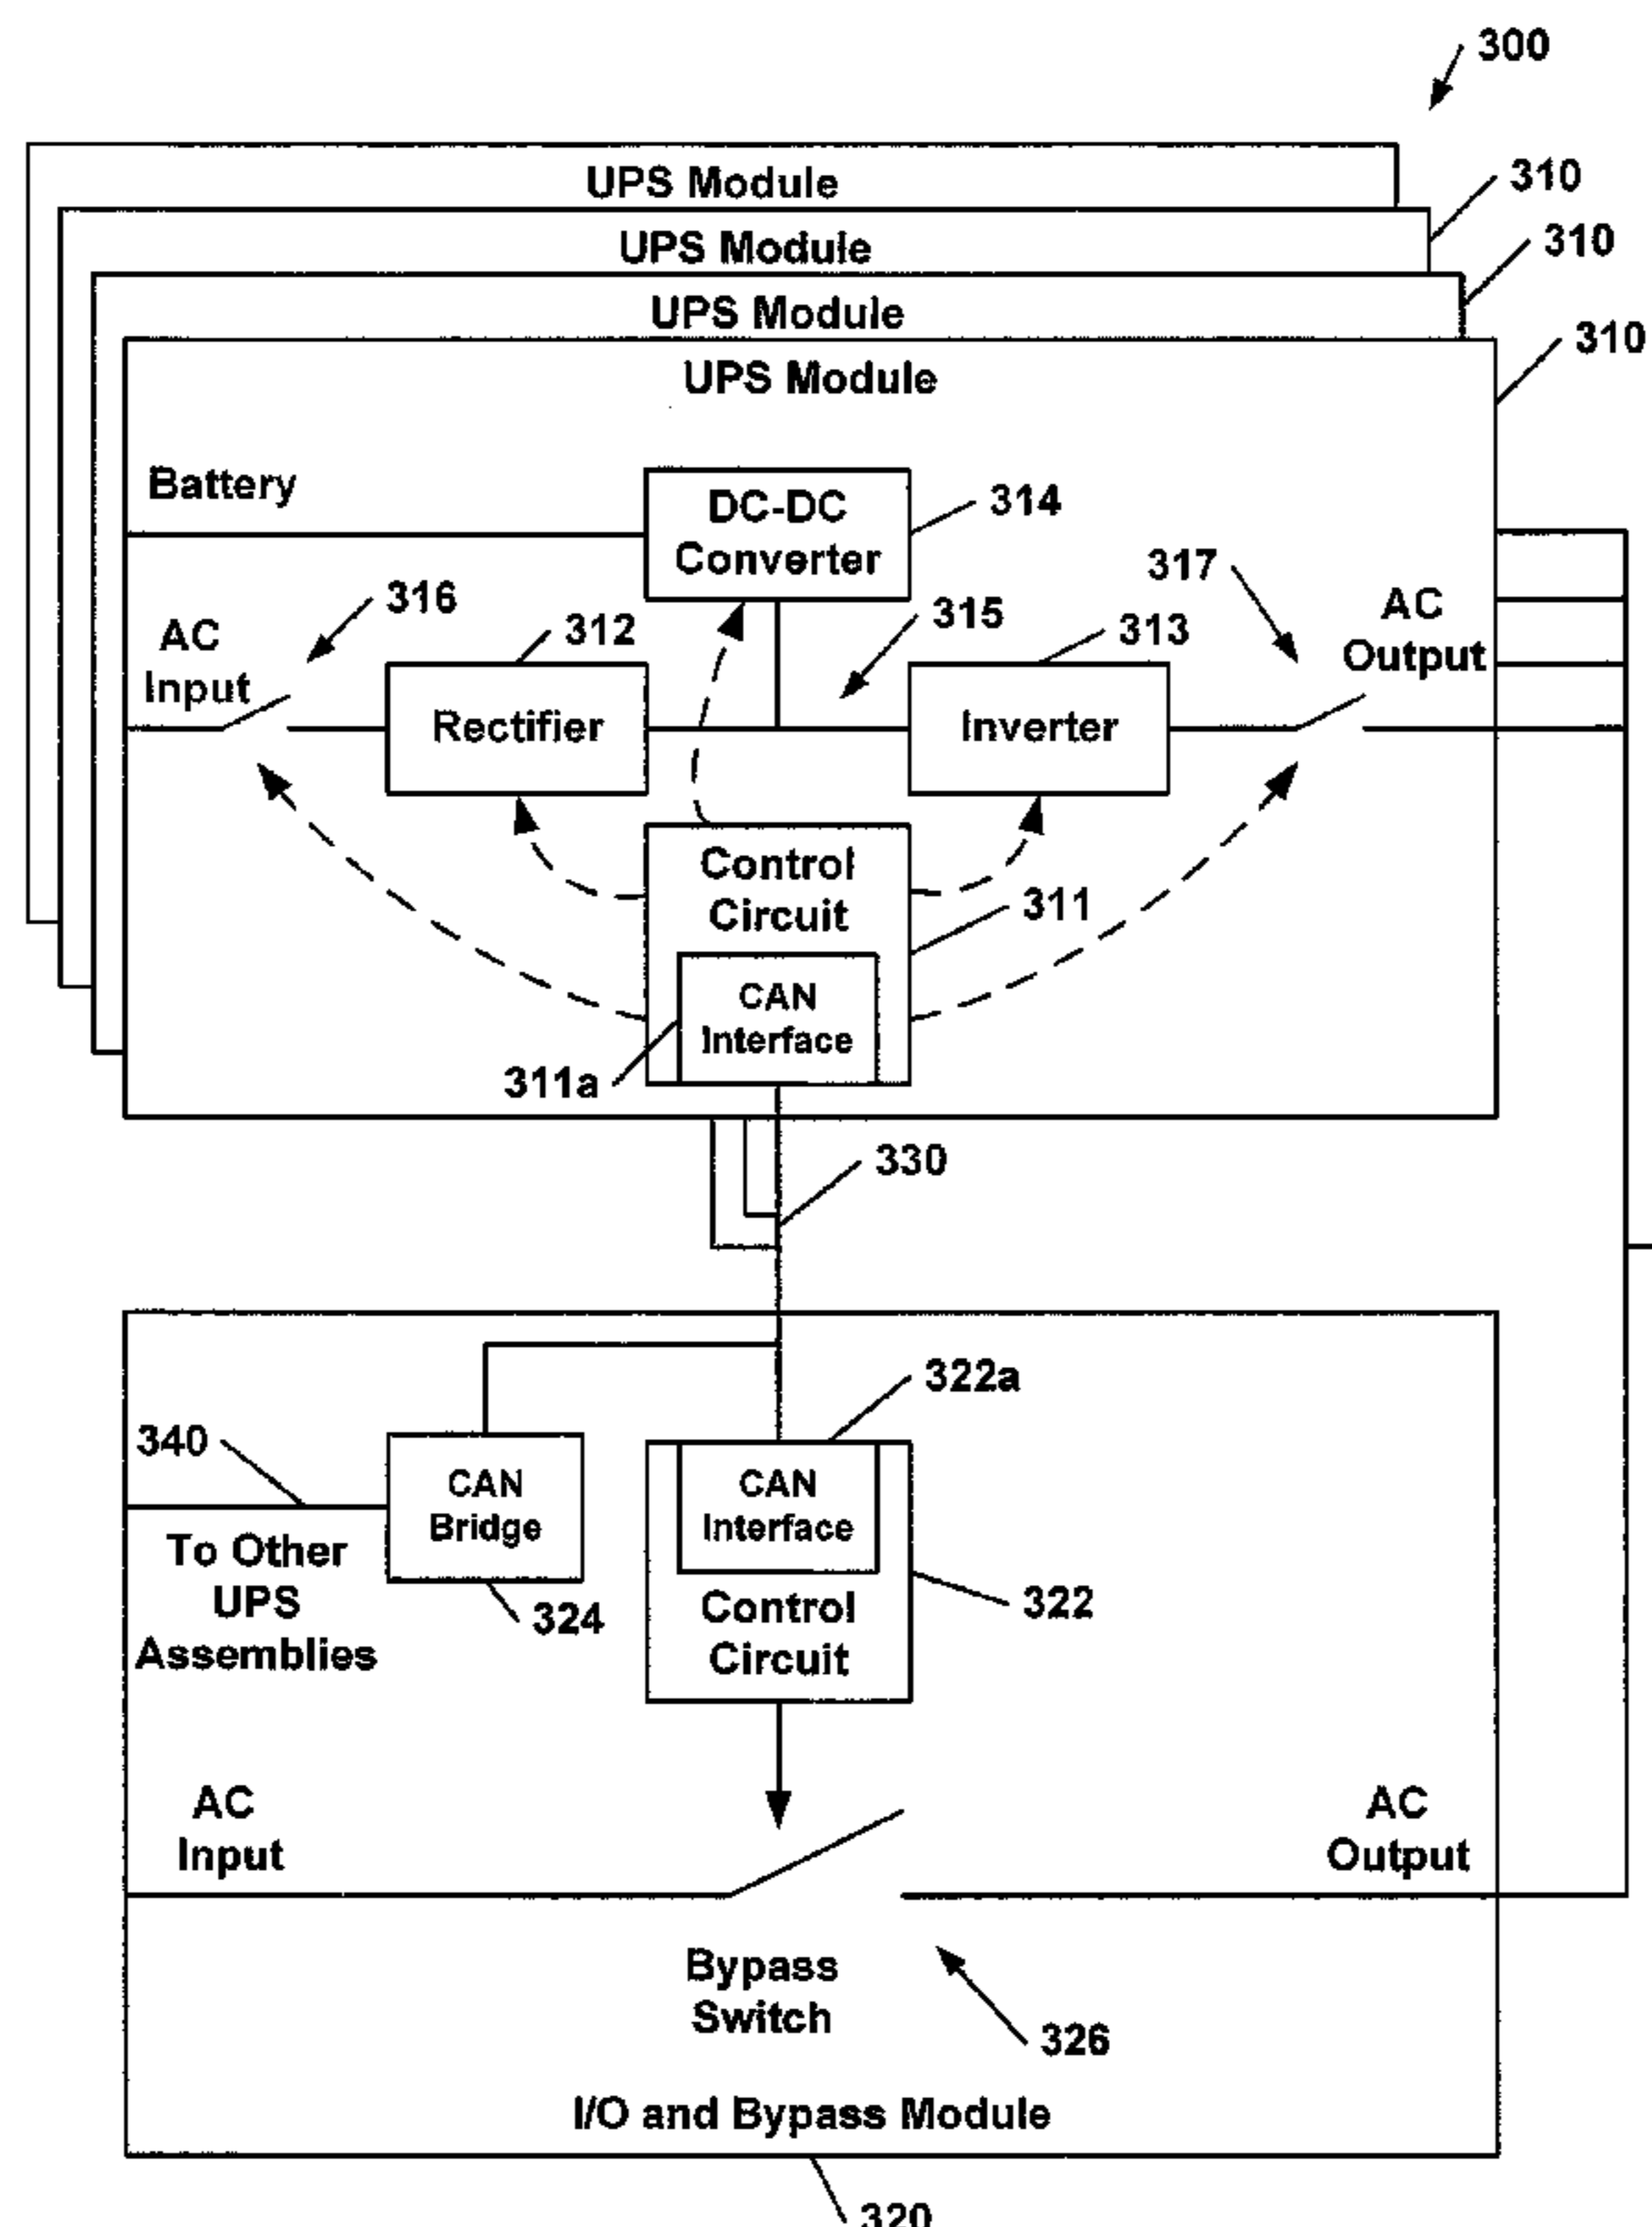 300
UPS Module
310
UPS Module
310
UPS Module
310
UPS Module
Battery
DC-DC
Converter
314
317
316
315
AC
Output
AC
Input
312
313
Rectifier
Inverter
Control
Circuit
311
CAN
Interface
311a
330
322a
340
CAN
Bridge
CAN
Interface
To Other
UPS
Assemblies
324
322
Control
Circuit
AC
Input
AC
Output
Bypass
Switch
326
I/O and Bypass Module
320